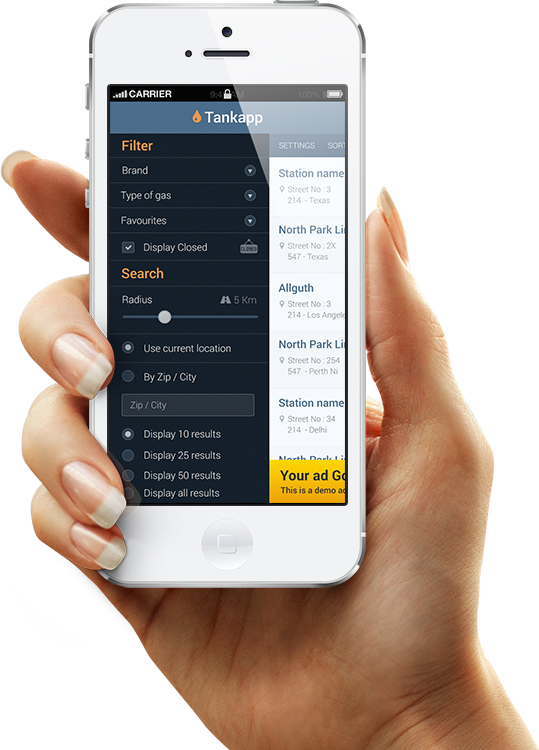 CARRIER 9:4 M 100%
Tankapp
Filter
Brand
Type of gas
Favourites
Display Closed
CLOSED
Search
Radius 5 Km
Use current location
By Zip / City
Zip / City
Display 10 results
Display 25 results
Display 50 results
Display all results
SETTINGS SORT
Station name
Street No : 3
214 - Texas
North Park Li
Street No : 2X
547 - Texas
Allguth
Street No : 3
214 - Los Angele
North Park Li
Street No : 254
547 - Perth Ni
Station name
Street No : 34
214 - Delhi
North Park Li
Your ad Go
This is a demo ad